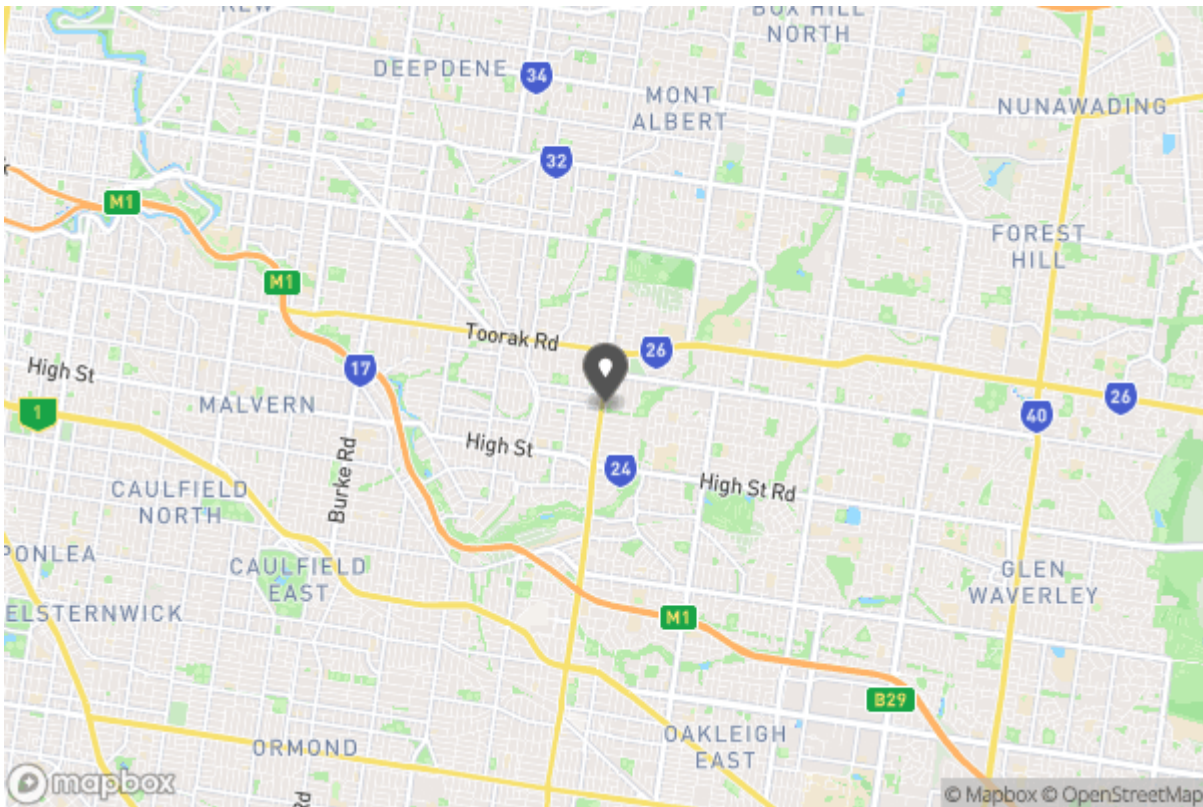 KEW
BOX HILL
NORTH
DEEPDENE
34
MONT
ALBERT
NUNAWADING
32
M1
FOREST
HILL
M1
Toorak Rd
26
High St
17
MALVERN
26
1
40
Burke Rd
High St
24
High St Rd
CAULFIELD
NORTH
PONLEA
CAULFIELD
EAST
GLEN
WAVERLEY
ELSTERNWICK
M1
B29
ORMOND
OAKLEIGH
EAST
mapbox
Rd
© Mapbox © OpenStreetMap